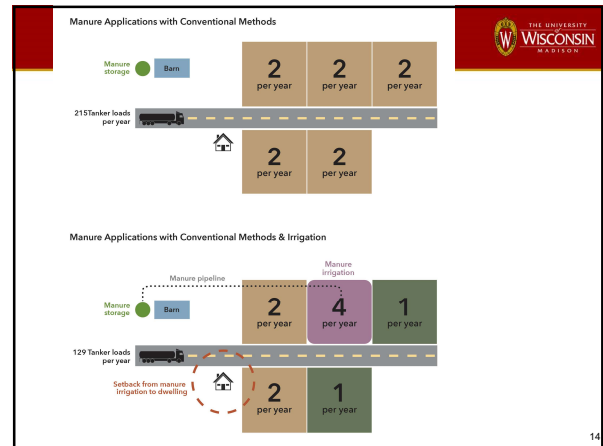 Manure Applications with Conventional Methods
THE UNIVERSITY
of
WISCONSIN
MADISON
Manure
storage
Barn
2
per year
2
per year
2
per year
215Tanker loads
per year
2
per year
2
per year
Manure Applications with Conventional Methods & Irrigation
Manure
irrigation
Manure pipeline
Manure
storage
Barn
2
per year
4
per year
1
per year
129 Tanker loads
per year
Setback from manure
irrigation to dwelling
2
per year
1
per year
14